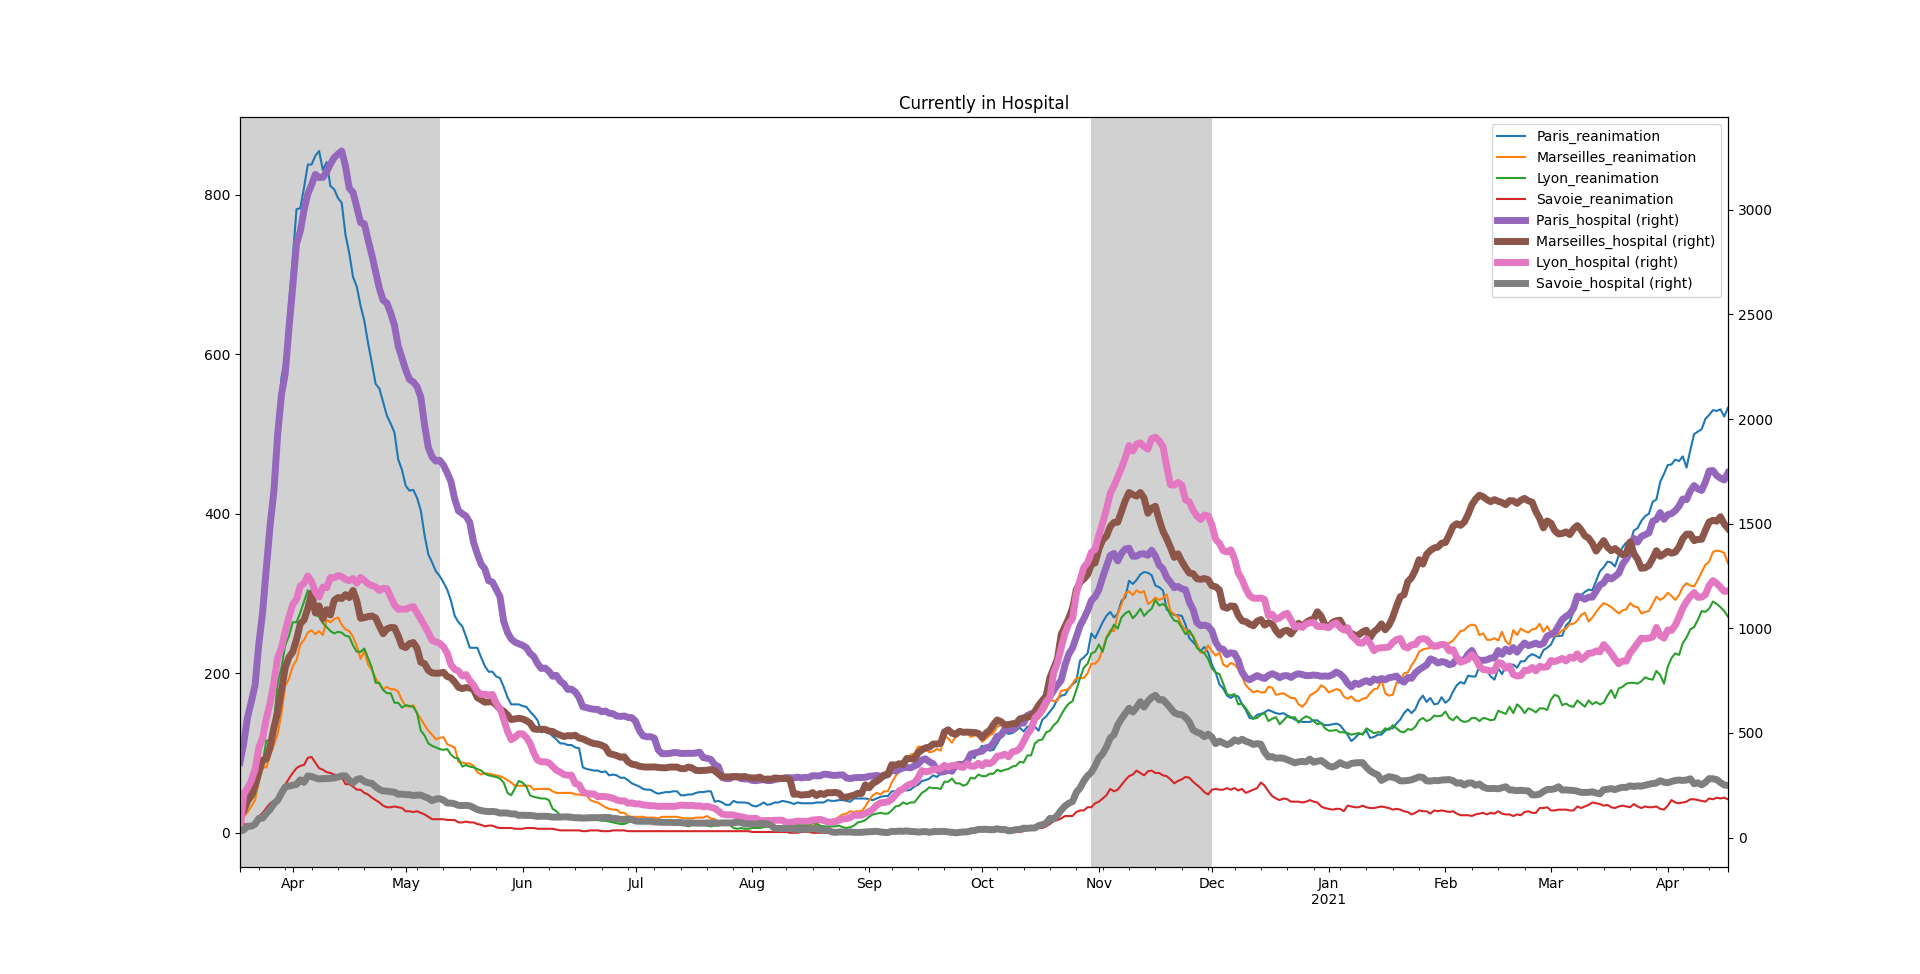 Currently in Hospital
Paris_reanimation
Marseilles_reanimation
Lyon_reanimation
Savoie_reanimation
Paris_hospital (right)
Marseilles_hospital (right)
Lyon_hospital (right)
Savoie_hospital (right)
800
600
400
200
0
3000
2500
2000
1500
1000
500
0
Apr May Jun Jul Aug Sep Oct Nov Dec Jan Feb Mar Apr
2021